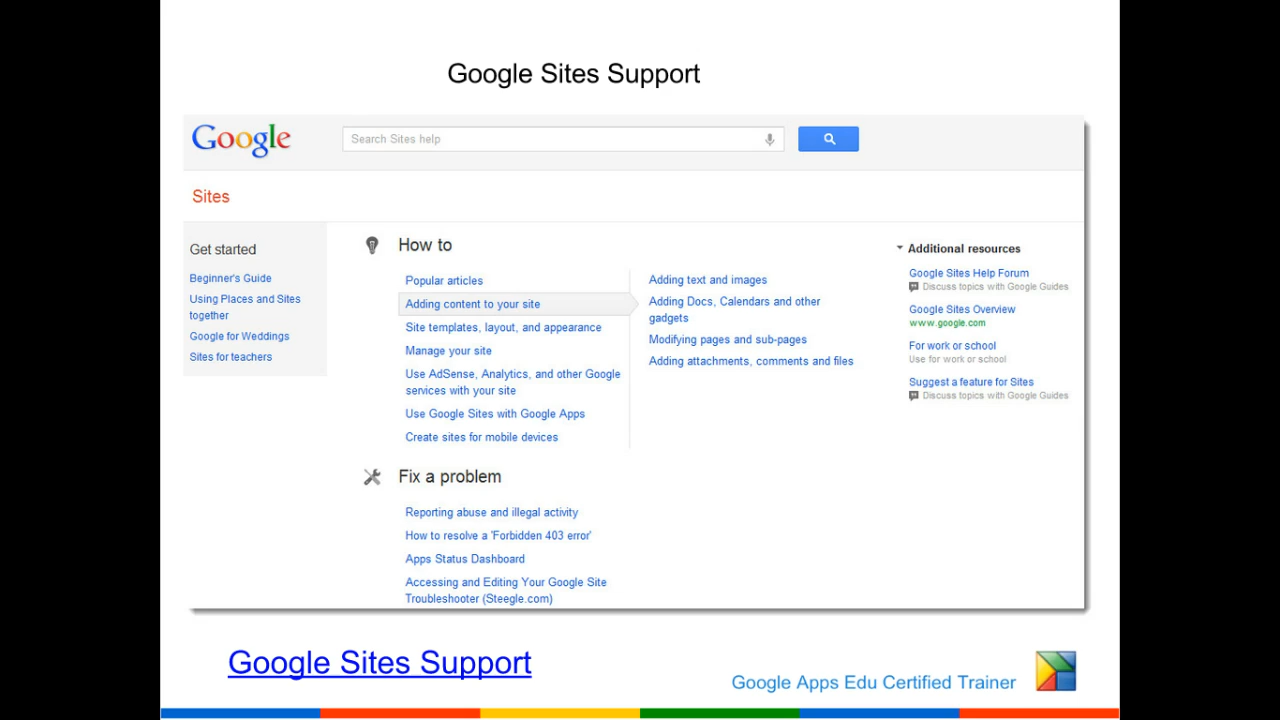 Google Sites Support
Google
Search Sites help
Sites
Get started
Beginner's Guide
Using Places and Sites
together
Google for Weddings
Sites for teachers
How to
Popular articles
Adding content to your site
Site templates, layout, and appearance
Manage your site
Use AdSense, Analytics, and other Google
services with your site
Use Google Sites with Google Apps
Create sites for mobile devices
Adding text and images
Adding Docs, Calendars and other
gadgets
Modifying pages and sub-pages
Adding attachments, comments and files
Additional resources
Google Sites Help Forum
Discuss topics with Google Guides
Google Sites Overview
www.google.com
For work or school
Use for work or school
Suggest a feature for Sites
Discuss topics with Google Guides
Fix a problem
Reporting abuse and illegal activity
How to resolve a 'Forbidden 403 error'
Apps Status Dashboard
Accessing and Editing Your Google Site
Troubleshooter (Steegle.com)
Google Sites Support
Google Apps Edu Certified Trainer